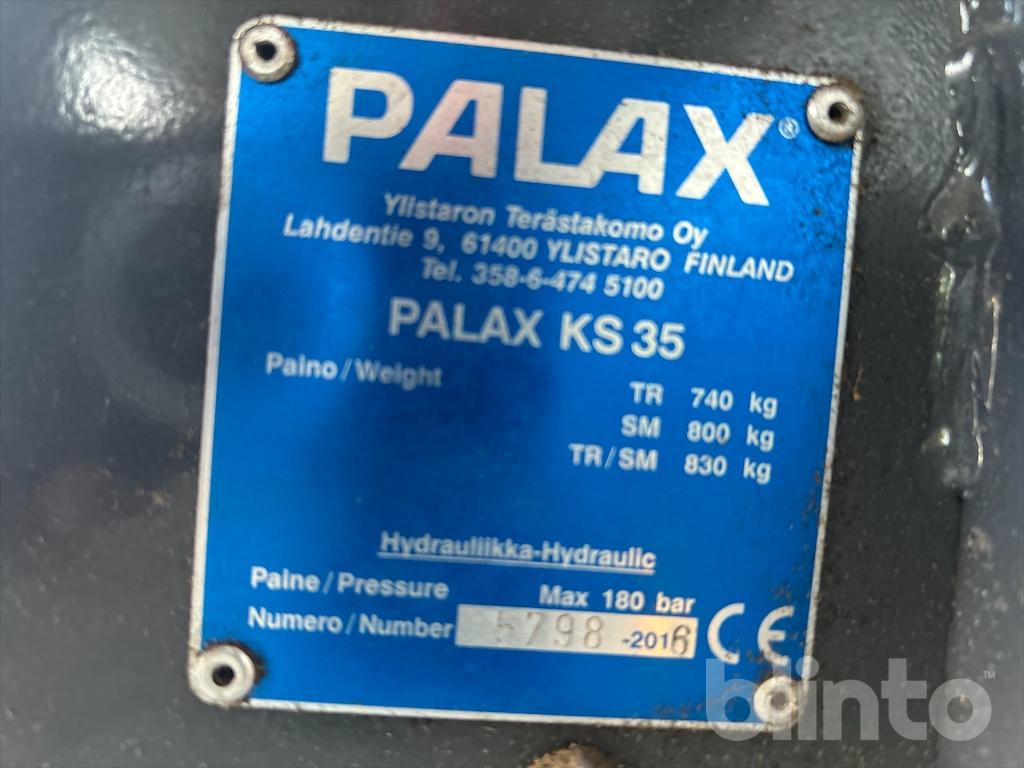 PALAX®
Ylistaron Terästakomo Oy
Lahdentie 9, 61400 YLISTARO FINLAND
Tel. 358-6-474 5100
PALAX KS 35
Paino / Weight
TR 740 kg
SM 800 kg
TR / SM 830 kg
Hydrauliikka-Hydraulic
Paine / Pressure Max 180 bar
Numero / Number 5798 -2016 CE
blinto™